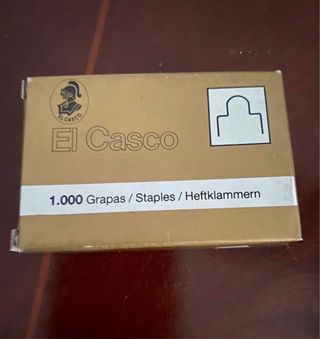 EL CASCO
El Casco
1.000 Grapas / Staples / Heftklammern